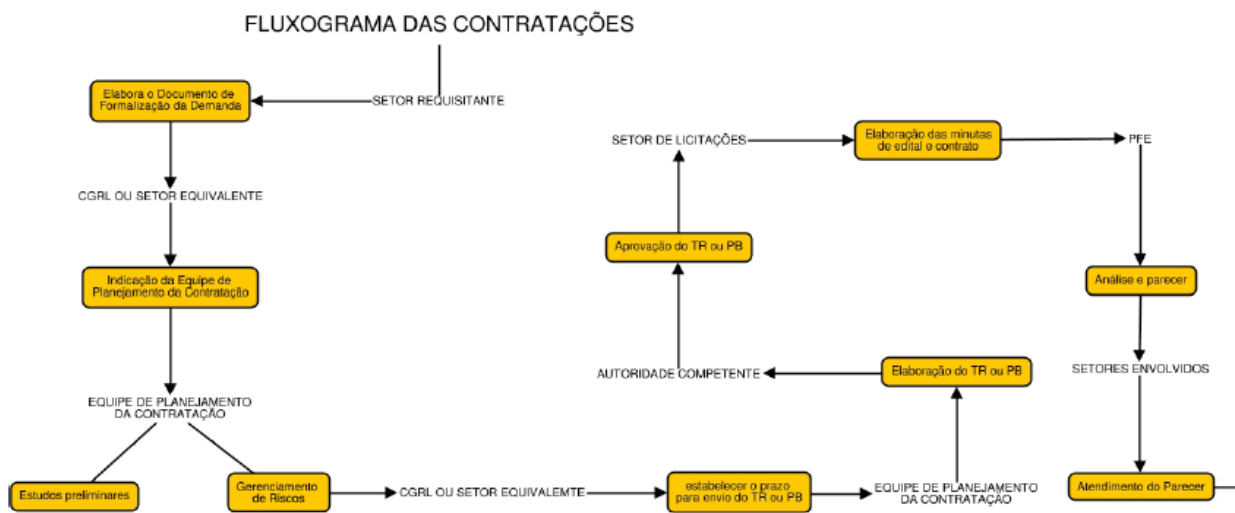 FLUXOGRAMA DAS CONTRATAÇÕES
SETOR REQUISITANTE
Elabora o Documento de
Formalização da Demanda
CGRL OU SETOR EQUIVALENTE
Indicação da Equipe de
Planejamento da Contratação
EQUIPE DE PLANEJAMENTO
DA CONTRATAÇÃO
Estudos preliminares
Gerenciamento
de Riscos
CGRL OU SETOR EQUIVALEMTE
estabelecer o prazo
para envio do TR ou PB
EQUIPE DE PLANEJAMENTO
DA CONTRATAÇÃO
Elaboração do TR ou PB
AUTORIDADE COMPETENTE
Aprovação do TR ou PB
SETOR DE LICITAÇÕES
Elaboração das minutas
de edital e contrato
PFE
Análise e parecer
SETORES ENVOLVIDOS
Atendimento do Parecer